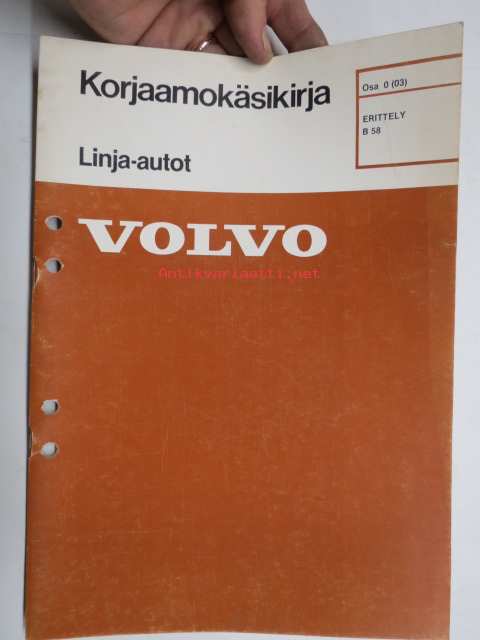 Korjaamokäsikirja
Linja-autot
Osa 0 (03)
ERITTELY
B 58
VOLVO
Antikvariaatti.net